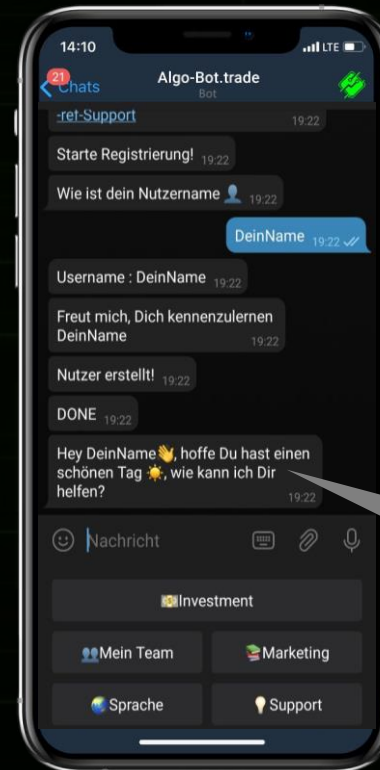 14:10
LTE
21
Chats
Algo-Bot.trade
Bot
-ref-Support
19:22
Starte Registrierung! 19:22
Wie ist dein Nutzername 👤 19:22
DeinName 19:22
Username : DeinName 19:22
Freut mich, Dich kennenzulernen
DeinName
19:22
Nutzer erstellt! 19:22
DONE 19:22
Hey DeinName👋, hoffe Du hast einen
schönen Tag ☀️, wie kann ich Dir
helfen?
19:22
Nachricht
💵Investment
👥Mein Team
📚Marketing
🌏Sprache
💡Support